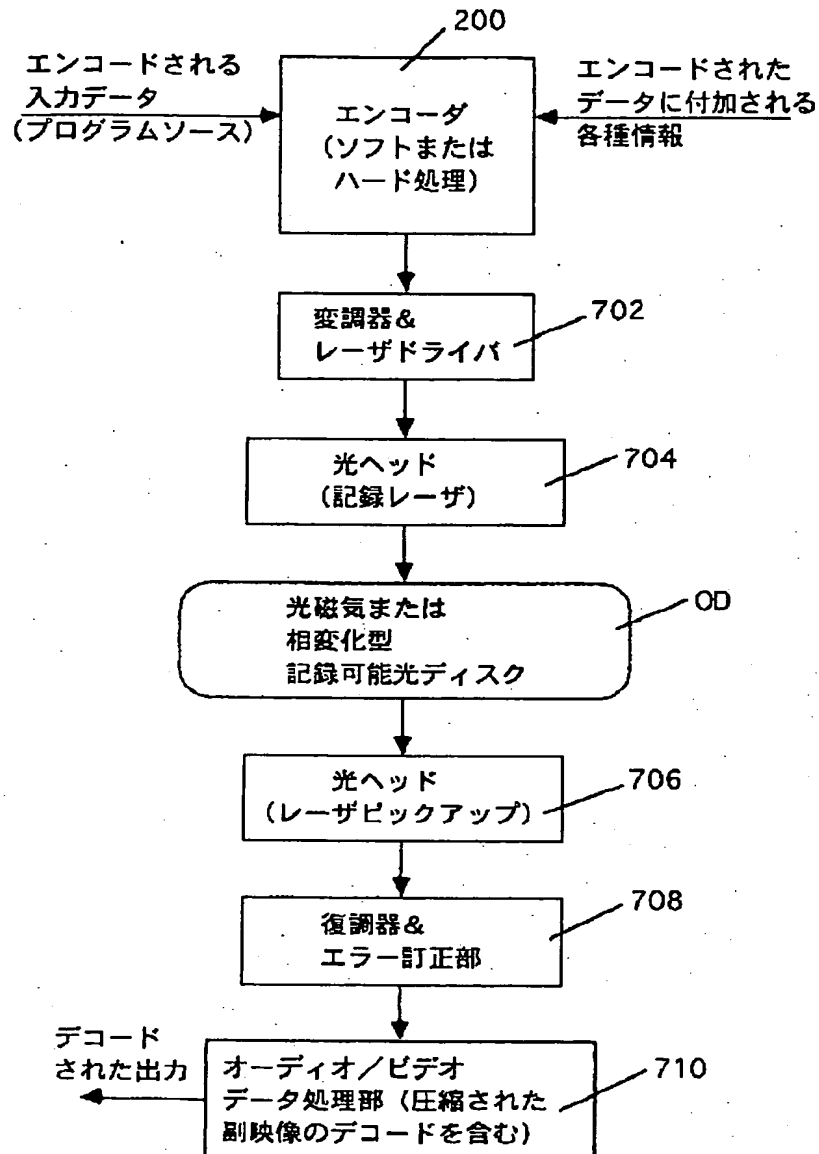 200
エンコードされる
入力データ
(プログラムソース)
エンコーダ
(ソフトまたは
ハード処理)
エンコードされた
データに付加される
各種情報
変調器&
レーザドライバ
702
光ヘッド
(記録レーザ)
704
光磁気または
相変化型
記録可能光ディスク
OD
光ヘッド
(レーザピックアップ)
706
復調器&
エラー訂正部
708
デコード
された出力
オーディオ/ビデオ
データ処理部(圧縮された
副映像のデコードを含む)
710